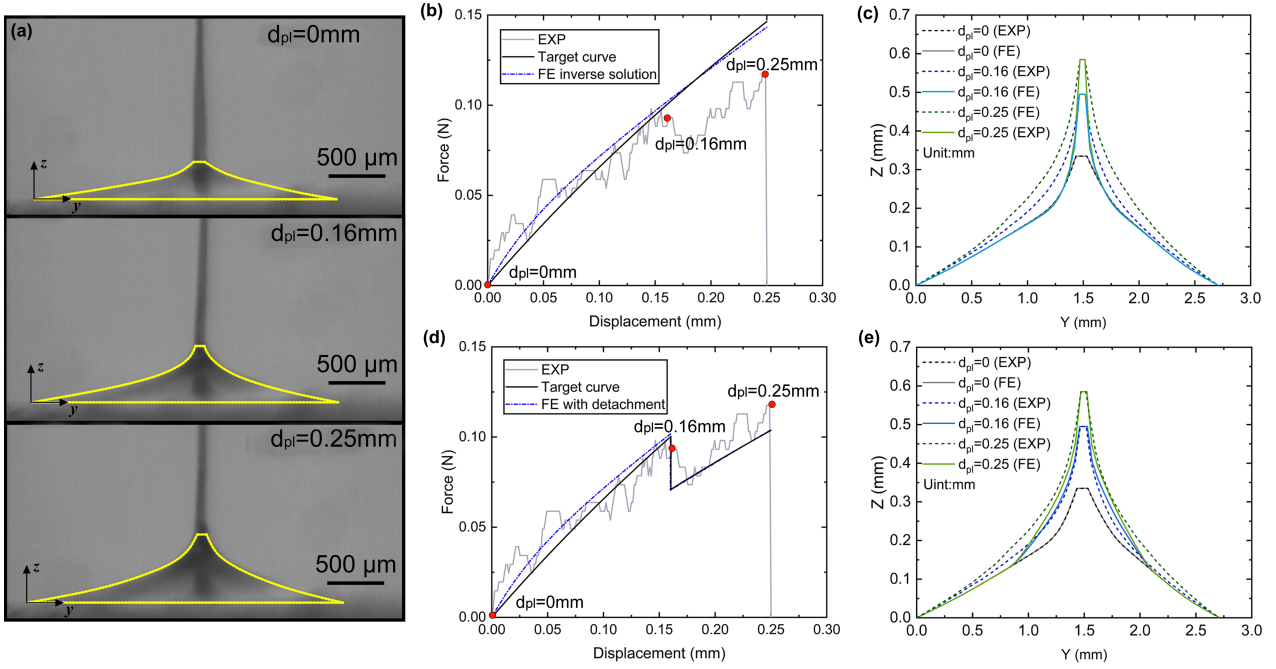 (a)
dpl=0mm
z
500 µm
y
dpl=0.16mm
z
500 µm
y
dpl=0.25mm
z
500 µm
y
(b)
0.15
0.10
0.05
0.00
Force (N)
EXP
Target curve
FE inverse solution
dpl=0.25mm
dpl=0.16mm
dpl=0mm
0.00 0.05 0.10 0.15 0.20 0.25 0.30
Displacement (mm)
(c)
0.7
0.6
0.5
0.4
0.3
0.2
0.1
0.0
Z (mm)
dpl=0 (EXP)
dpl=0 (FE)
dpl=0.16 (EXP)
dpl=0.16 (FE)
dpl=0.25 (FE)
dpl=0.25 (EXP)
Unit:mm
0.0 0.5 1.0 1.5 2.0 2.5 3.0
Y (mm)
(d)
0.15
0.10
0.05
0.00
Force (N)
EXP
Target curve
FE with detachment
dpl=0.25mm
dpl=0.16mm
dpl=0mm
0.00 0.05 0.10 0.15 0.20 0.25 0.30
Displacement (mm)
(e)
0.7
0.6
0.5
0.4
0.3
0.2
0.1
0.0
Z (mm)
dpl=0 (EXP)
dpl=0 (FE)
dpl=0.16 (EXP)
dpl=0.16 (FE)
dpl=0.25 (EXP)
dpl=0.25 (FE)
Uint:mm
0.0 0.5 1.0 1.5 2.0 2.5 3.0
Y (mm)